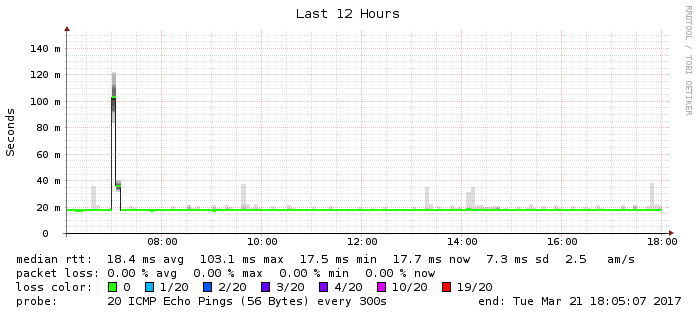 Last 12 Hours
RRDTOOL / TOBI OETIKER
Seconds
140 m
120 m
100 m
80 m
60 m
40 m
20 m
0
08:00 10:00 12:00 14:00 16:00 18:00
median rtt: 18.4 ms avg 103.1 ms max 17.5 ms min 17.7 ms now 7.3 ms sd 2.5 am/s
packet loss: 0.00 % avg 0.00 % max 0.00 % min 0.00 % now
loss color: 0 1/20 2/20 3/20 4/20 10/20 19/20
probe: 20 ICMP Echo Pings (56 Bytes) every 300s end: Tue Mar 21 18:05:07 2017